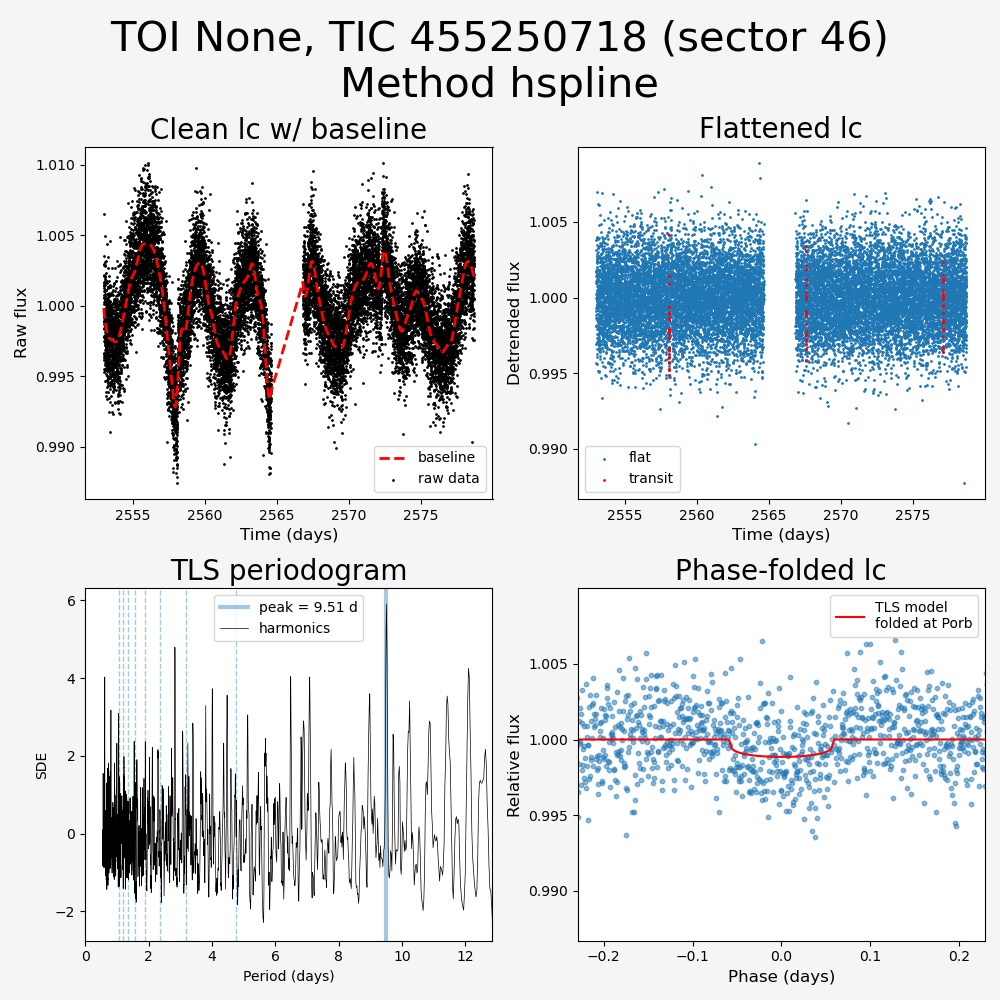 TOI None, TIC 455250718 (sector 46)
Method hspline
Clean lc w/ baseline
Flattened lc
1.010
1.005
1.000
0.995
0.990
Raw flux
baseline
raw data
2555
2560
2565
2570
2575
Time (days)
1.005
1.000
0.995
0.990
Detrended flux
flat
transit
2555
2560
2565
2570
2575
Time (days)
TLS periodogram
Phase-folded lc
6
4
2
0
−2
SDE
peak = 9.51 d
harmonics
0
2
4
6
8
10
12
Period (days)
1.005
1.000
0.995
0.990
Relative flux
TLS model
folded at Porb
−0.2
−0.1
0.0
0.1
0.2
Phase (days)